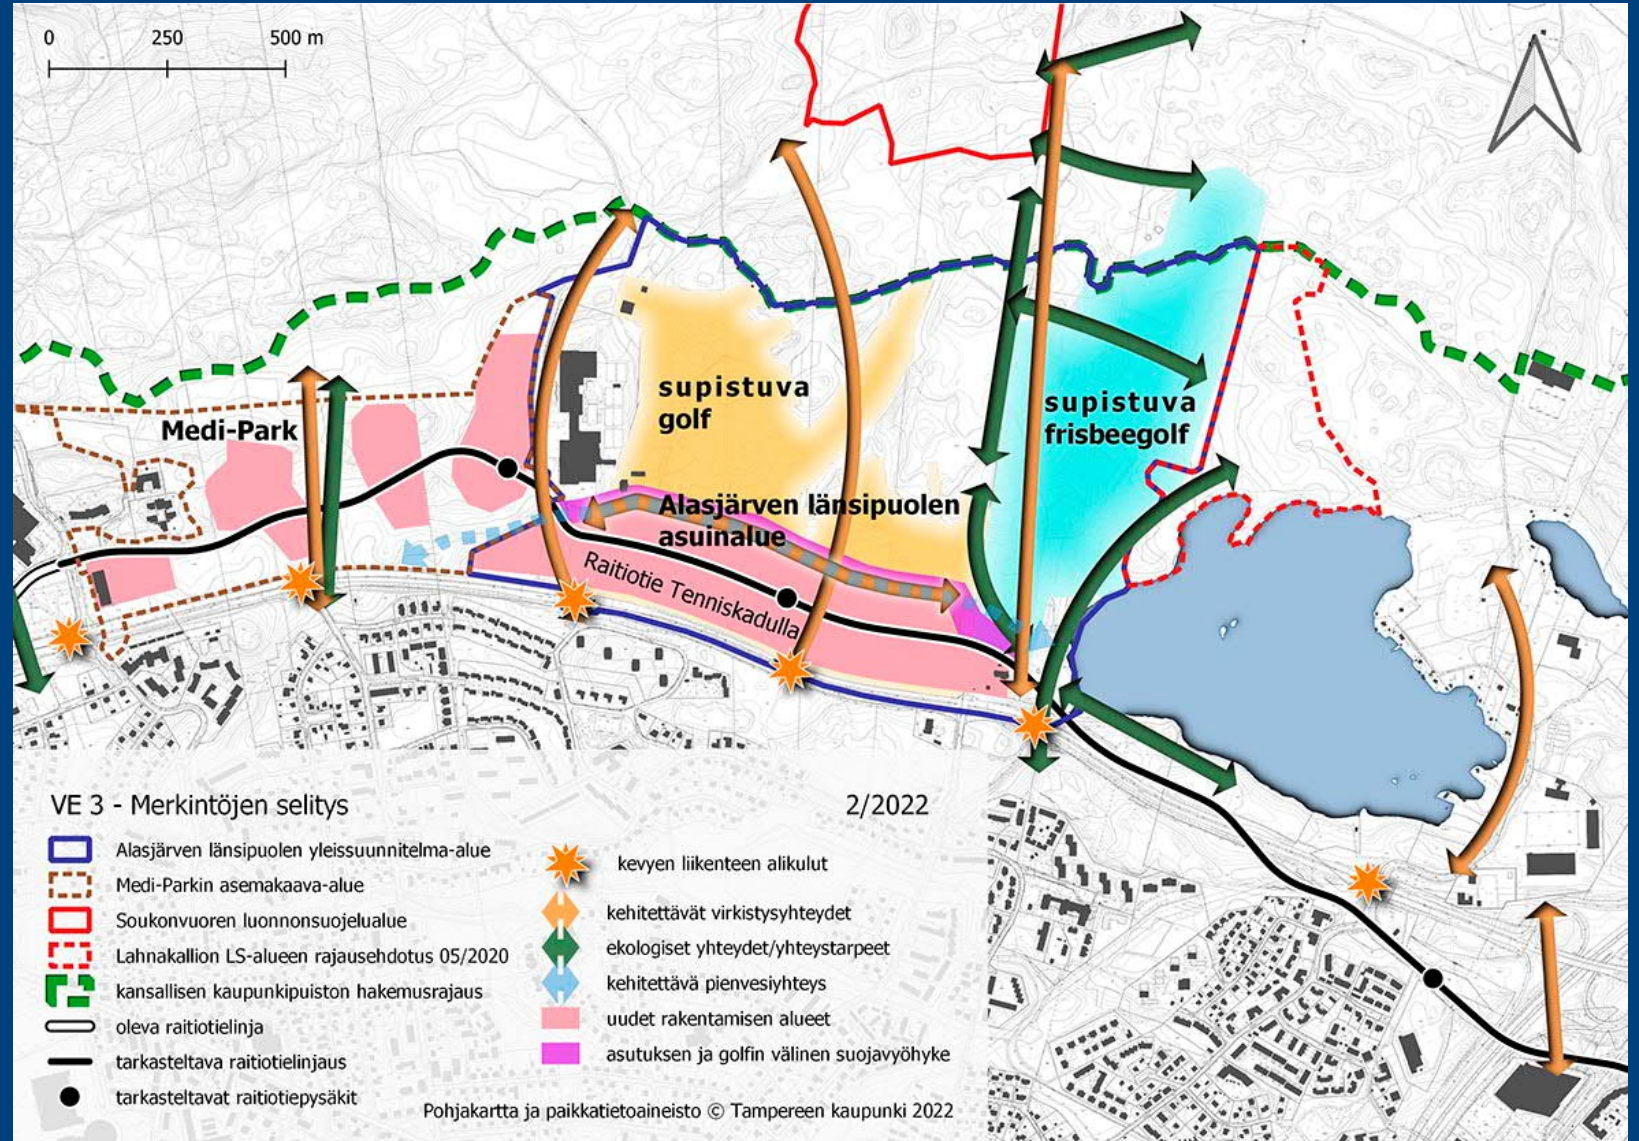 0 250 500 m
supistuva
golf
supistuva
frisbeegolf
Medi-Park
Alasjärven länsipuolen
asuinalue
Raitiotie Tenniskadulla
VE 3 - Merkintöjen selitys
2/2022
Alasjärven länsipuolen yleissuunnitelma-alue
Medi-Parkin asemakaava-alue
Soukonvuoren luonnonsuojelualue
Lahnakallion LS-alueen rajausehdotus 05/2020
kansallisen kaupunkipuiston hakemusrajaus
oleva raitiotielinja
tarkasteltava raitiotielinjaus
tarkasteltavat raitiotiepysäkit
kevyen liikenteen alikulut
kehitettävät virkistysyhteydet
ekologiset yhteydet/yhteystarpeet
kehitettävä pienvesiyhteys
uudet rakentamisen alueet
asutuksen ja golfin välinen suojavyöhyke
Pohjakartta ja paikkatietoaineisto © Tampereen kaupunki 2022